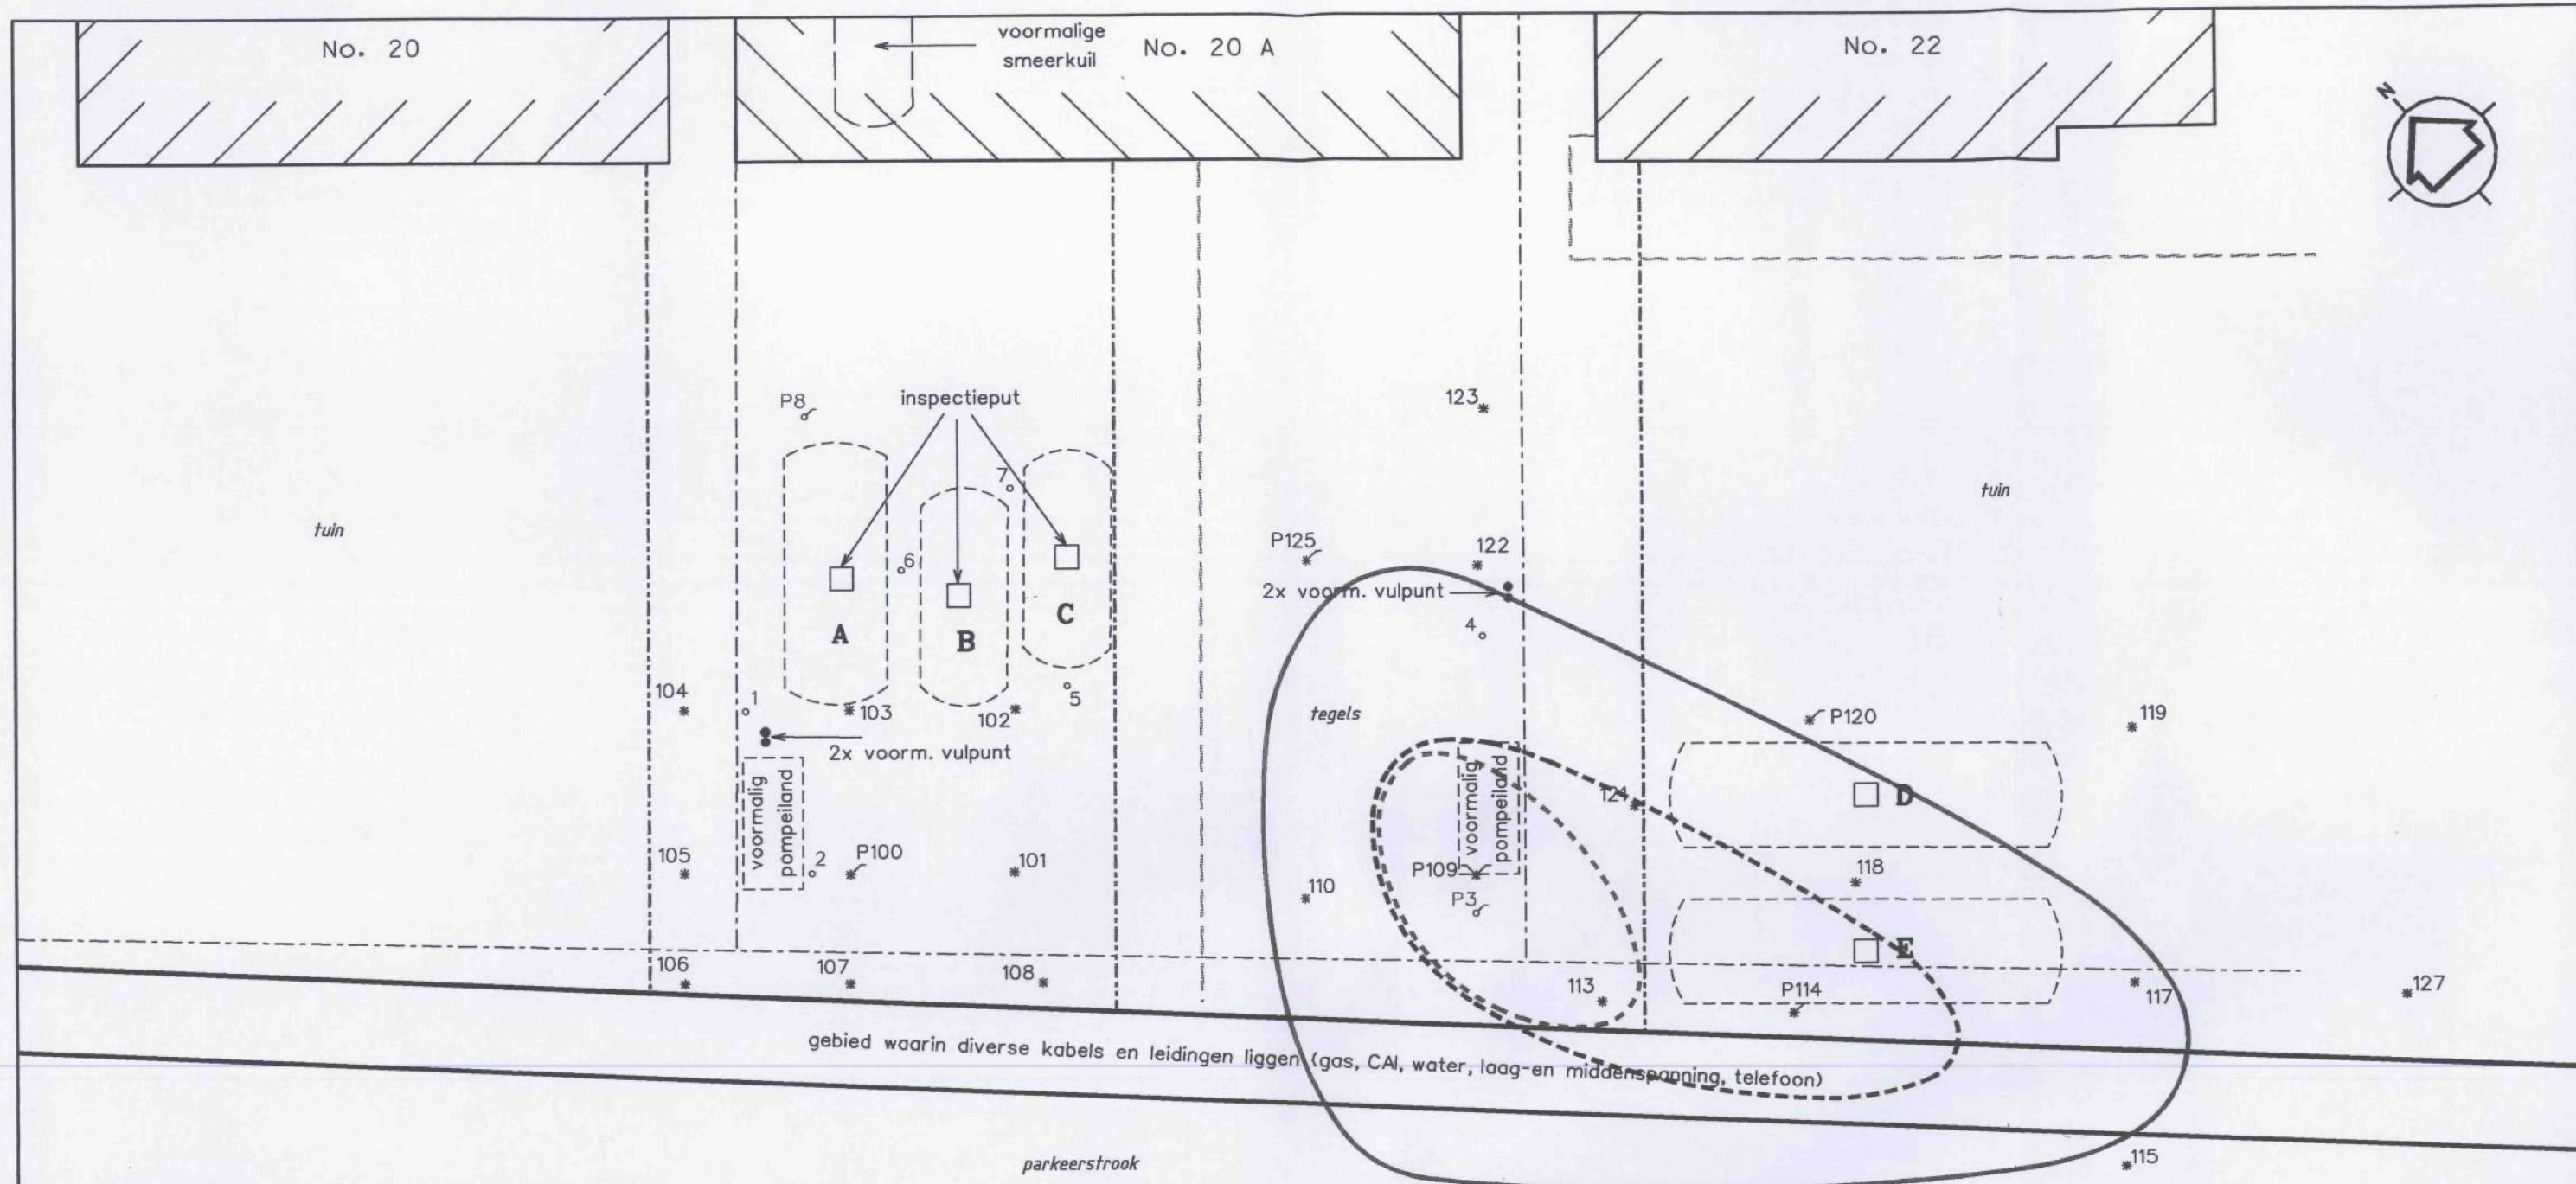 No. 20
voormalige
smeerkuil
No. 20 A
No. 22
N
P8
inspectieput
123
7
tuin
tuin
6
P125
122
2x voorm. vulpunt
4
A
B
C
104
1
103
102
5
tegels
P120
119
2x voorm. vulpunt
voormalig
pompeiland
voormalig
pompeiland
121
D
105
2
P100
101
P109
P3
110
118
E
106
107
108
113
P114
117
127
gebied waarin diverse kabels en leidingen liggen (gas, CAI, water, laag-en middenspanning, telefoon)
parkeerstrook
115